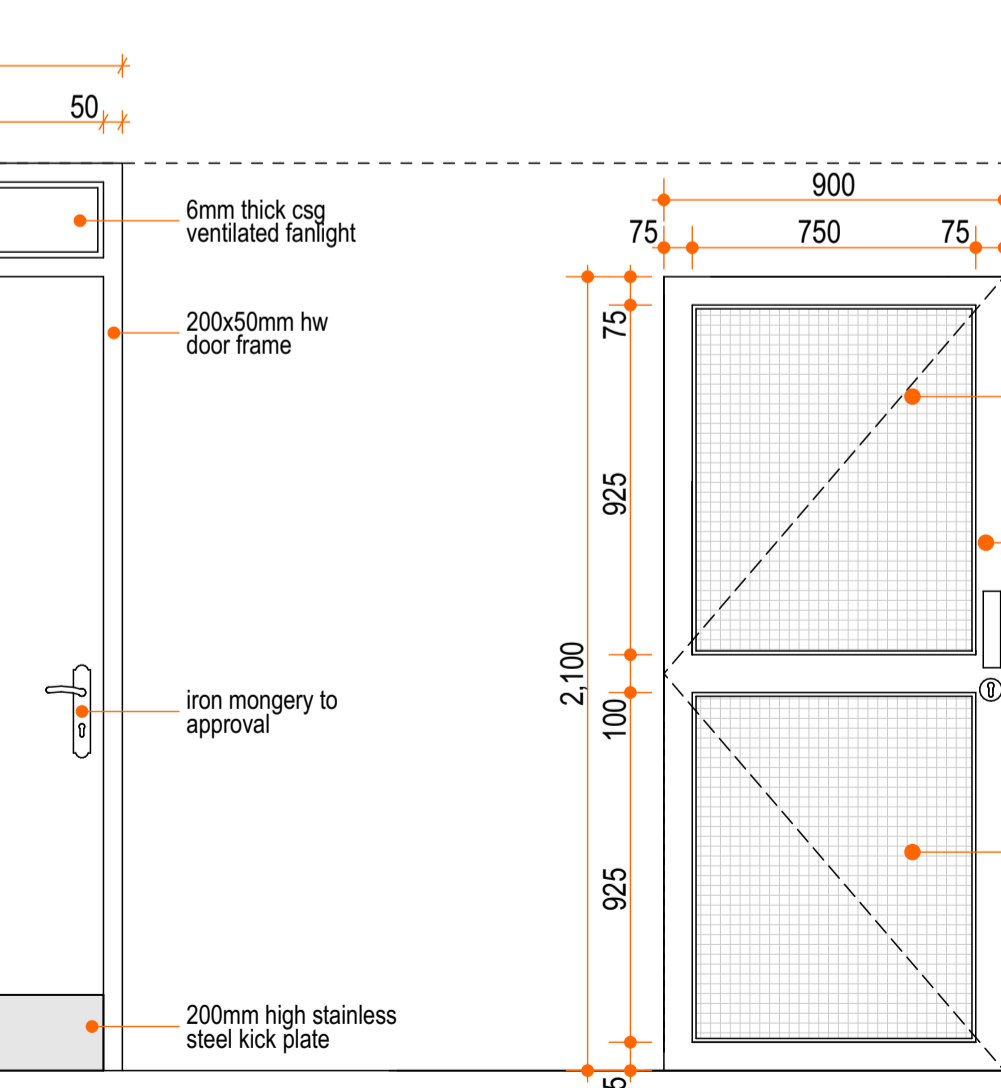 50
6mm thick csg
ventilated fanlight
200x50mm hw
door frame
iron mongery to
approval
200mm high stainless
steel kick plate
900
75
750
75
75
925
2,100
100
925